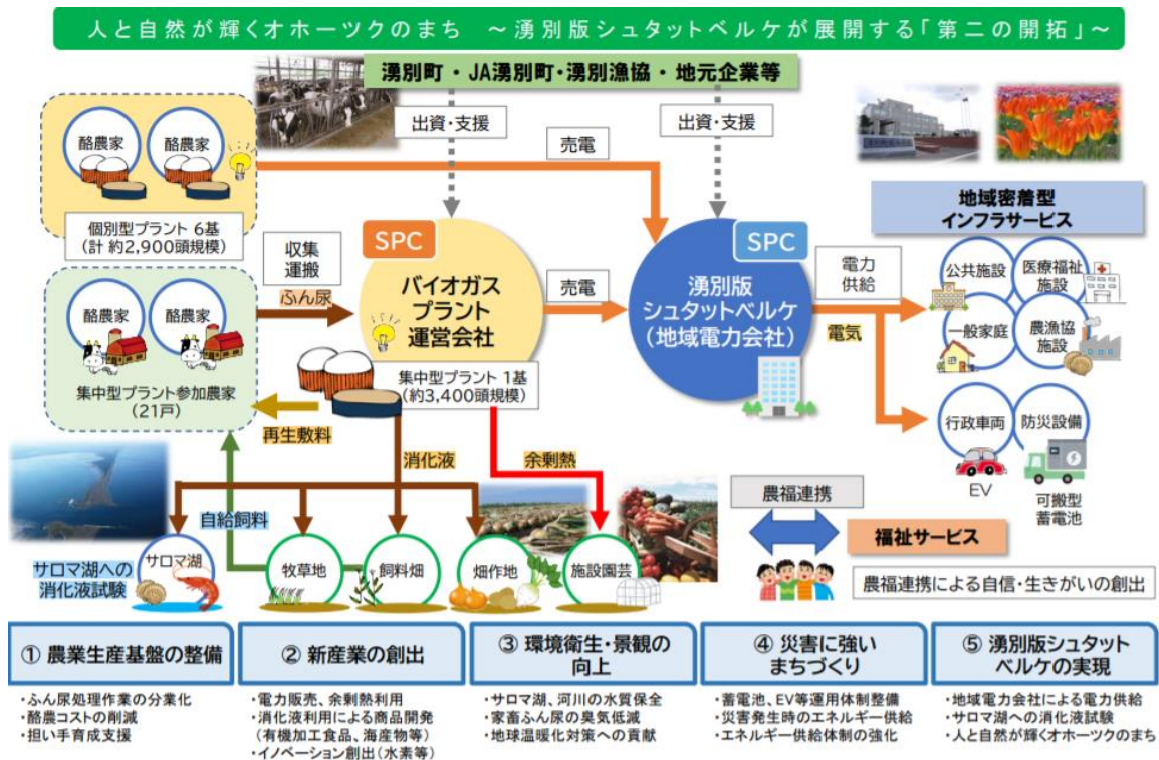 人と自然が輝くオホーツクのまち ～湧別版シュタットベルケが展開する「第二の開拓」～
湧別町・JA湧別町・湧別漁協・地元企業等
出資・支援
出資・支援
酪農家
酪農家
個別型プラント 6基
(計 約2,900頭規模)
売電
地域密着型
インフラサービス
収集
運搬
ふん尿
SPC
バイオガス
プラント
運営会社
売電
SPC
湧別版
シュタットベルケ
(地域電力会社)
電力
供給
電気
公共施設
医療福祉
施設
一般家庭
農漁協
施設
酪農家
酪農家
集中型プラント参加農家
(21戸)
集中型プラント 1基
(約3,400頭規模)
行政車両
防災設備
EV
可搬型
蓄電池
再生敷料
消化液
余剰熱
自給飼料
サロマ湖への
消化液試験
サロマ湖
牧草地
飼料畑
畑作地
施設園芸
農福連携
福祉サービス
農福連携による自信・生きがいの創出
① 農業生産基盤の整備
・ふん尿処理作業の分業化
・酪農コストの削減
・担い手育成支援
② 新産業の創出
・電力販売、余剰熱利用
・消化液利用による商品開発
(有機加工食品、海産物等)
・イノベーション創出(水素等)
③ 環境衛生・景観の
向上
・サロマ湖、河川の水質保全
・家畜ふん尿の臭気低減
・地球温暖化対策への貢献
④ 災害に強い
まちづくり
・蓄電池、EV等運用体制整備
・災害発生時のエネルギー供給
・エネルギー供給体制の強化
⑤ 湧別版シュタット
ベルケの実現
・地域電力会社による電力供給
・サロマ湖への消化液試験
・人と自然が輝くオホーツクのまち